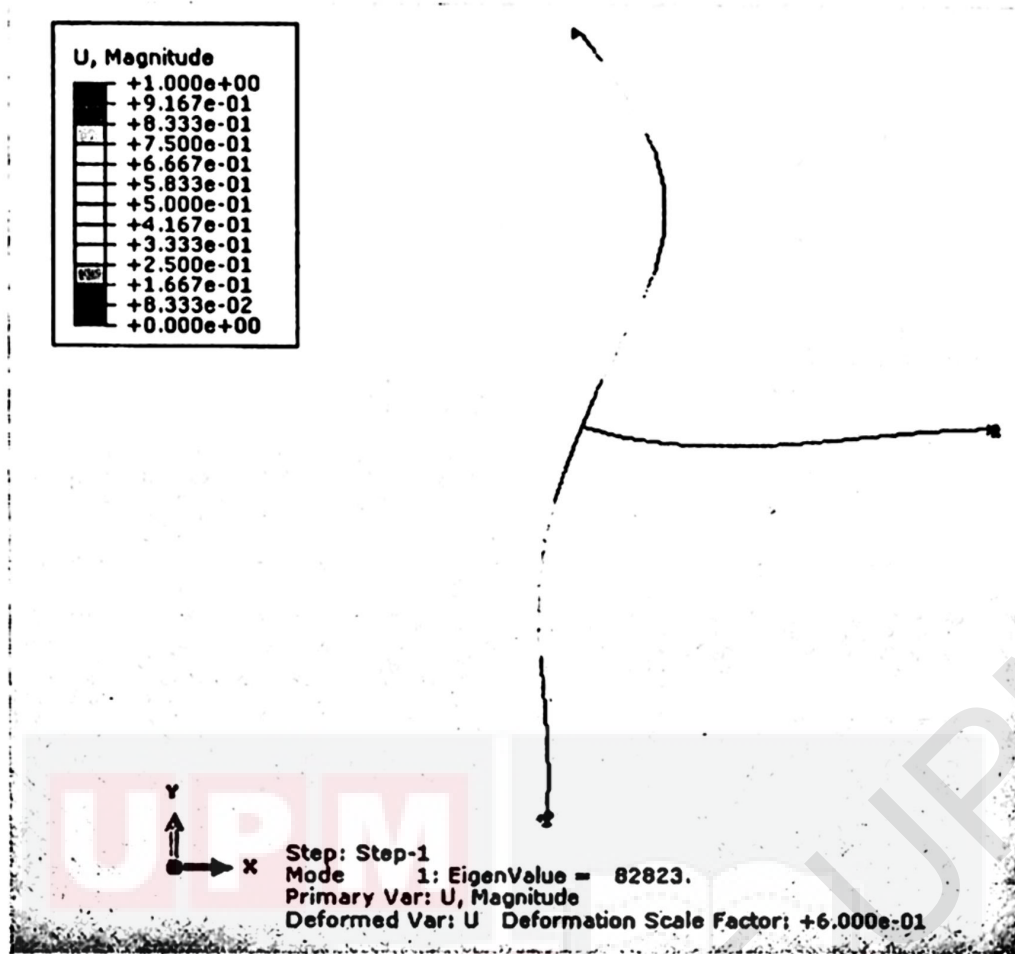 U, Magnitude
+1.000e+00
+9.167e-01
+8.333e-01
+7.500e-01
+6.667e-01
+5.833e-01
+5.000e-01
+4.167e-01
+3.333e-01
+2.500e-01
+1.667e-01
+8.333e-02
+0.000e+00
Y
X
Step: Step-1
Mode 1: EigenValue = 82823.
Primary Var: U, Magnitude
Deformed Var: U Deformation Scale Factor: +6.000e-01
UPM
UPM